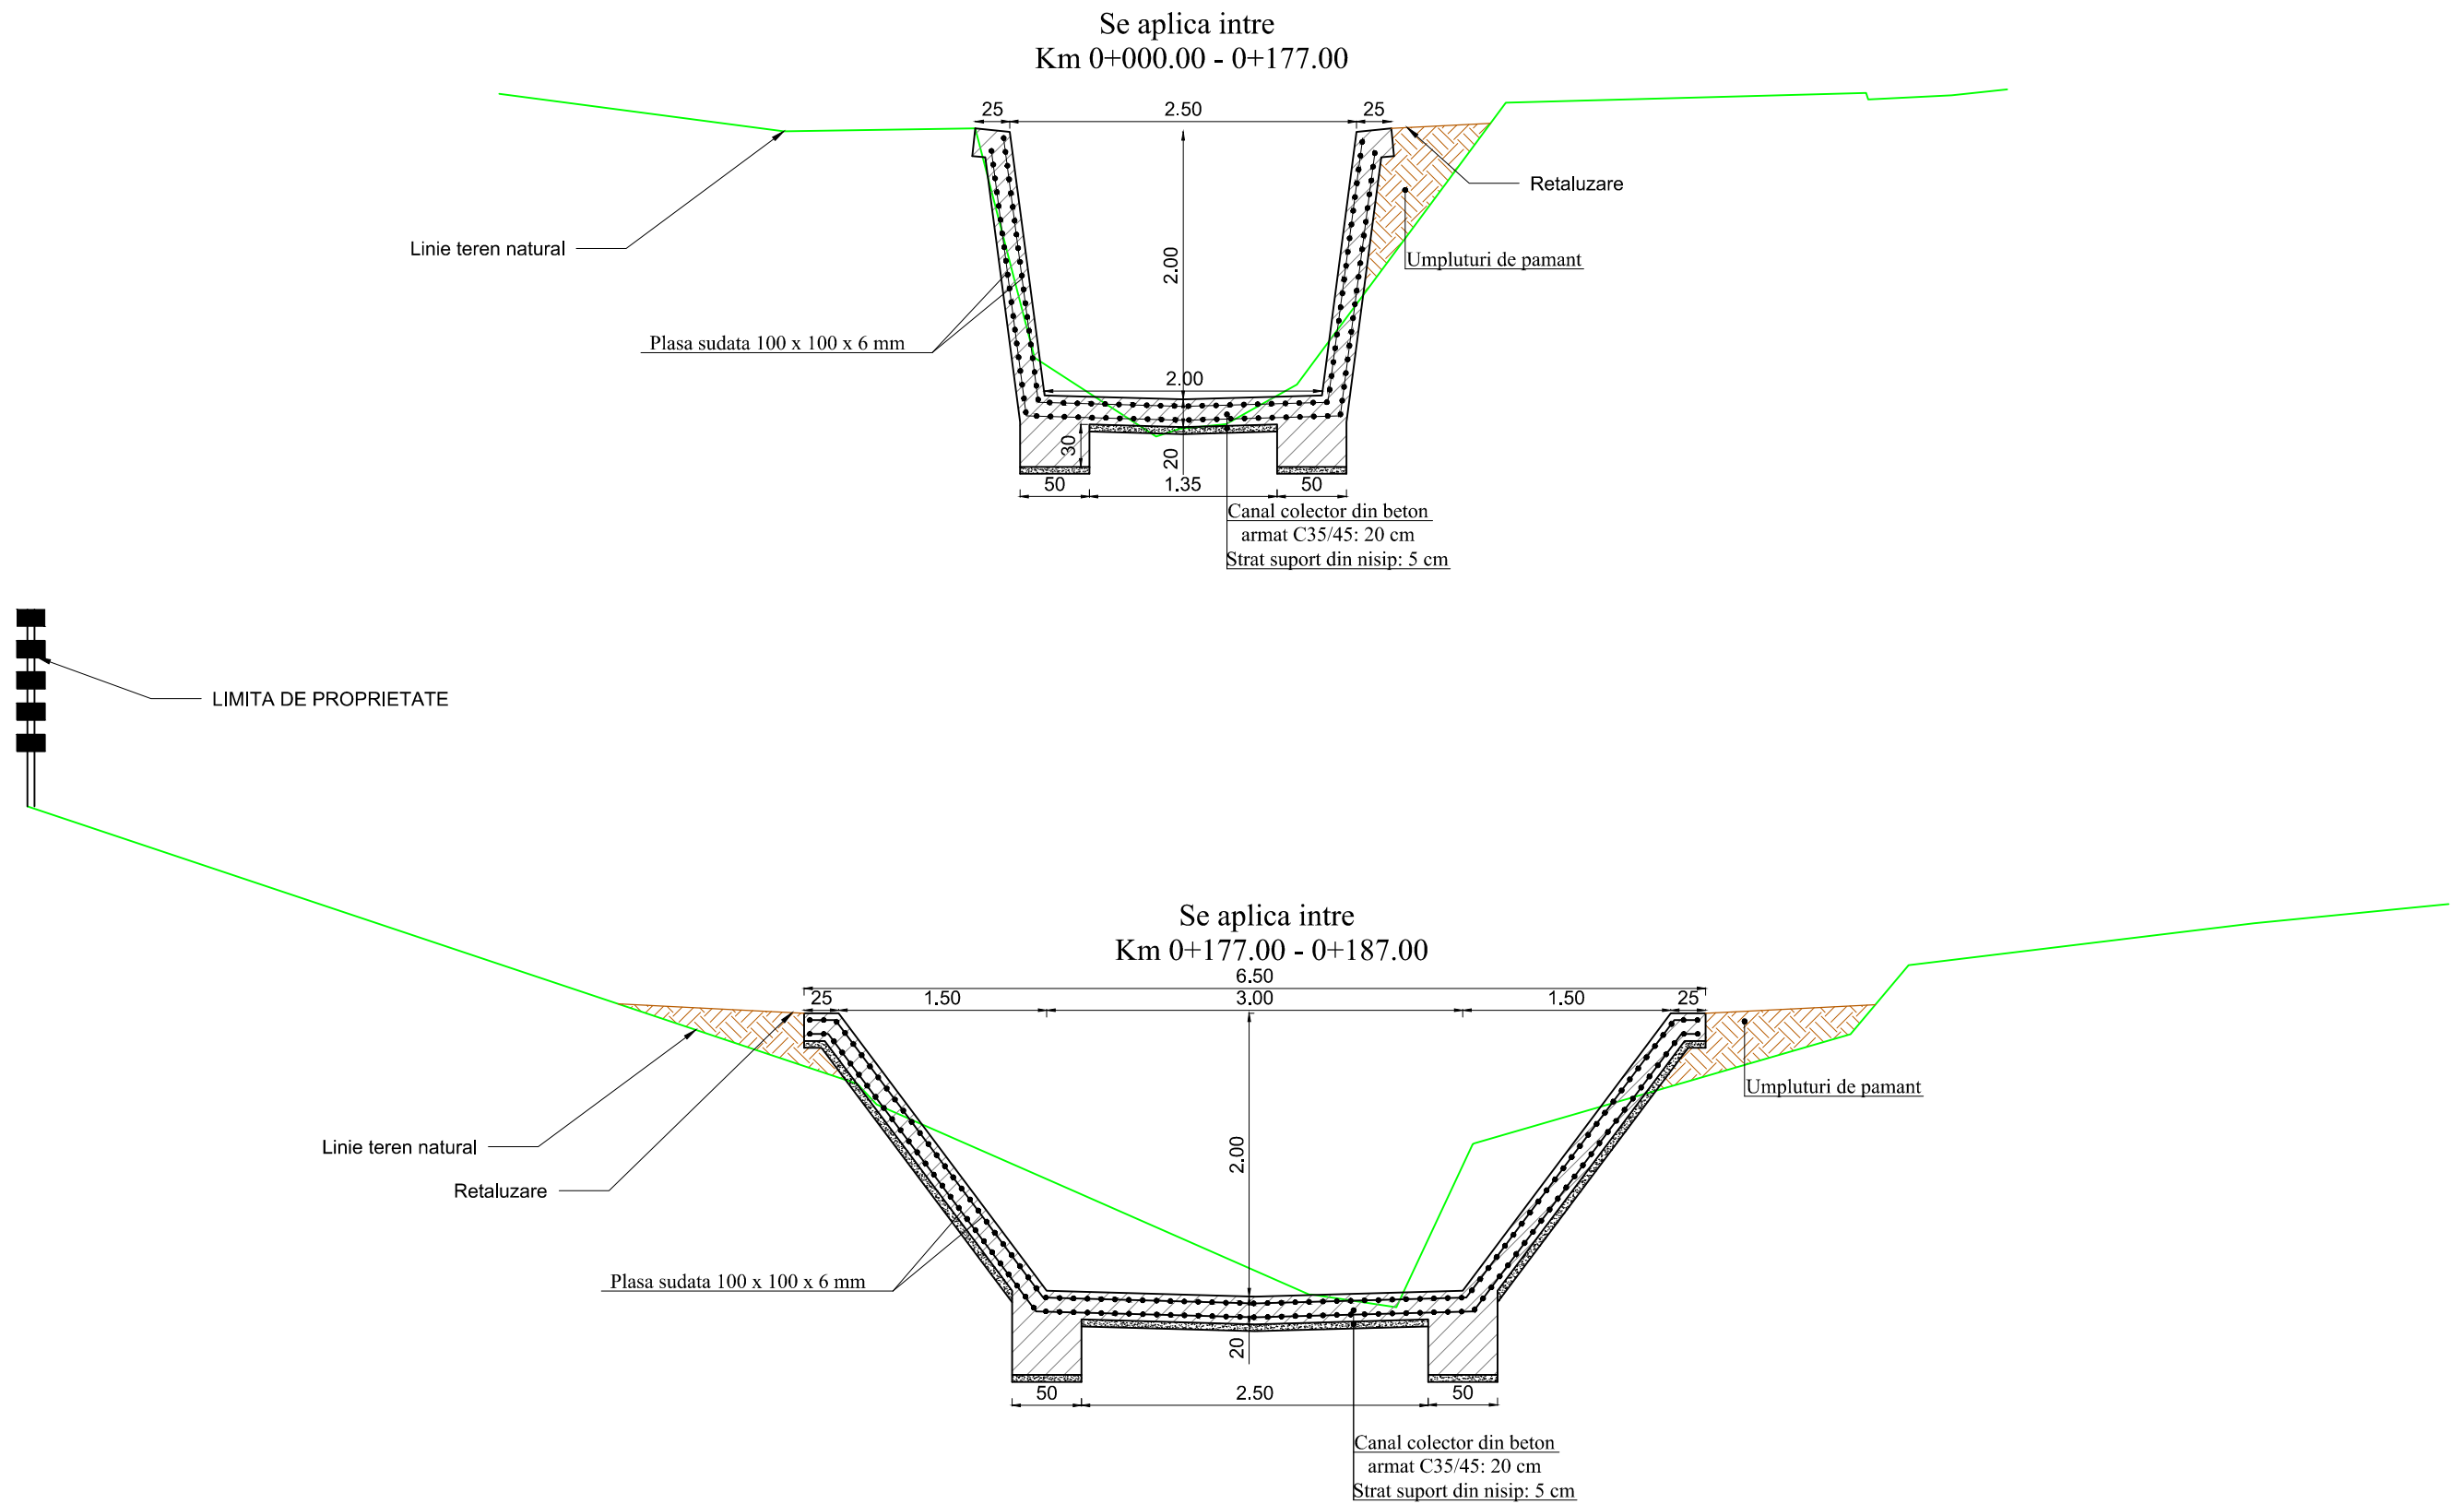 Se aplica intre
Km 0+000.00 - 0+177.00
25
2.50
25
Retaluzare
Linie teren natural
2.00
Umpluturi de pamant
Plasa sudata 100 x 100 x 6 mm
2.00
30
20
50
1.35
50
Canal colector din beton
armat C35/45: 20 cm
Strat suport din nisip: 5 cm
LIMITA DE PROPRIETATE
Se aplica intre
Km 0+177.00 - 0+187.00
6.50
25
1.50
3.00
1.50
25
Umpluturi de pamant
Linie teren natural
2.00
Retaluzare
Plasa sudata 100 x 100 x 6 mm
20
50
2.50
50
Canal colector din beton
armat C35/45: 20 cm
Strat suport din nisip: 5 cm